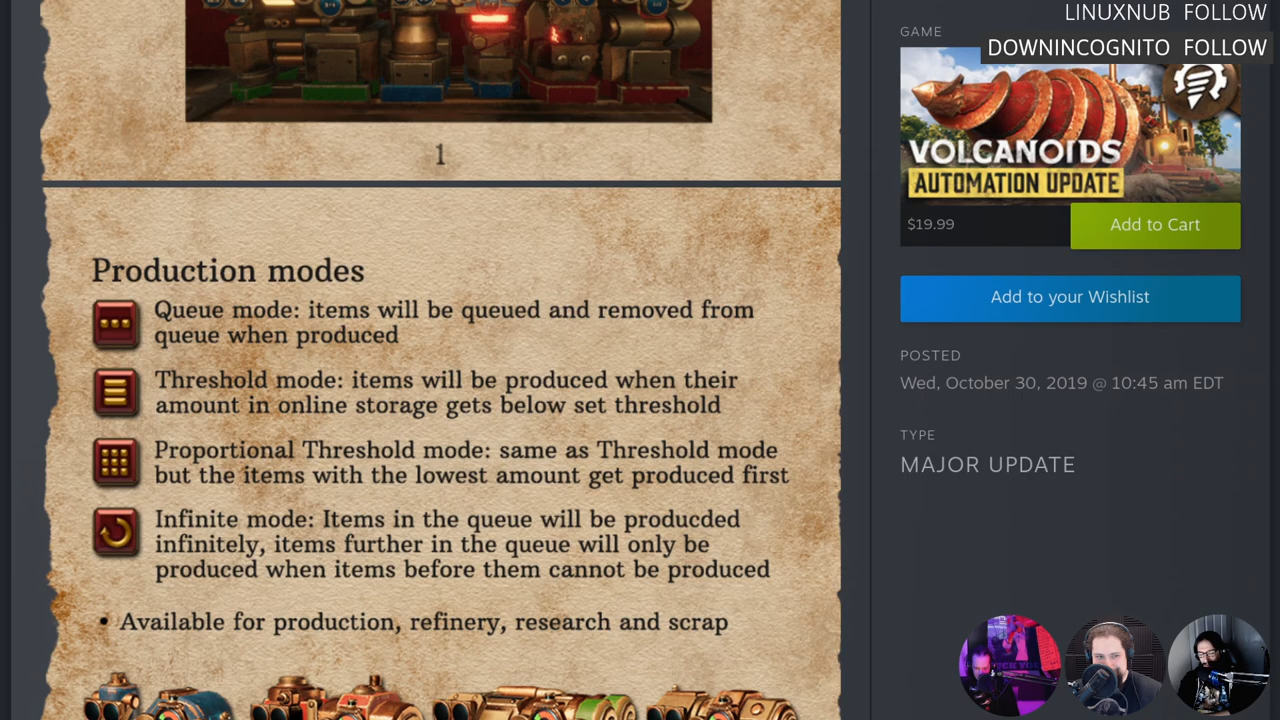 LINUXNUB FOLLOW
DOWNINCOGNITO FOLLOW
GAME
VOLCANOIDS
AUTOMATION UPDATE
$19.99
Add to Cart
Add to your Wishlist
POSTED
Wed, October 30, 2019 @ 10:45 am EDT
TYPE
MAJOR UPDATE
1
Production modes
Queue mode: items will be queued and removed from
queue when produced
Threshold mode: items will be produced when their
amount in online storage gets below set threshold
Proportional Threshold mode: same as Threshold mode
but the items with the lowest amount get produced first
Infinite mode: Items in the queue will be producded
infinitely, items further in the queue will only be
produced when items before them cannot be produced
• Available for production, refinery, research and scrap